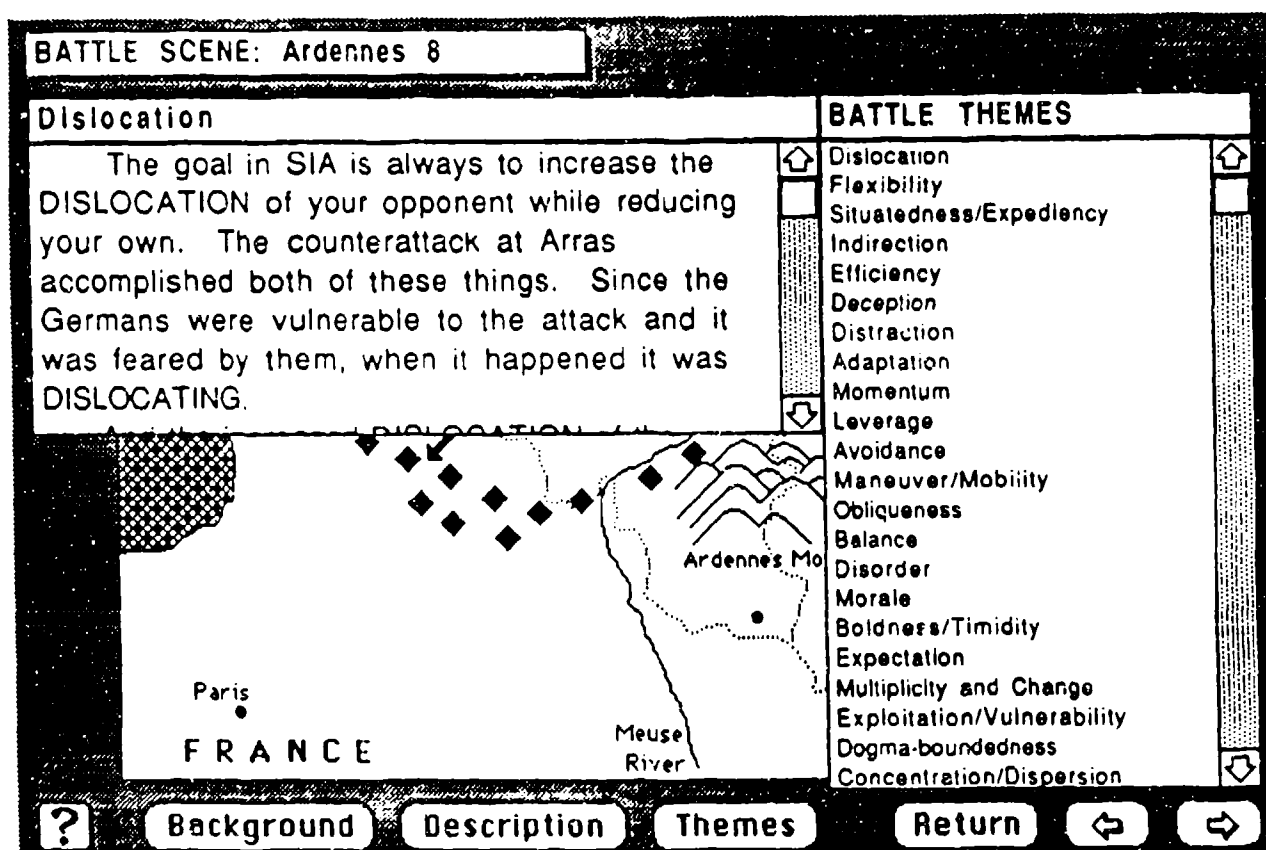 BATTLE SCENE: Ardennes 8
Dislocation
The goal in SIA is always to increase the
DISLOCATION of your opponent while reducing
your own. The counterattack at Arras
accomplished both of these things. Since the
Germans were vulnerable to the attack and it
was feared by them, when it happened it was
DISLOCATING.
DISLOCATION
BATTLE THEMES
Dislocation
Flexibility
Situatedness/Expediency
Indirection
Efficiency
Deception
Distraction
Adaptation
Momentum
Leverage
Avoidance
Maneuver/Mobility
Obliqueness
Balance
Disorder
Morale
Boldness/Timidity
Expectation
Multiplicity and Change
Exploitation/Vulnerability
Dogma-boundedness
Concentration/Dispersion
Ardennes Mo
Paris
FRANCE
Meuse
River
? Background Description Themes Return